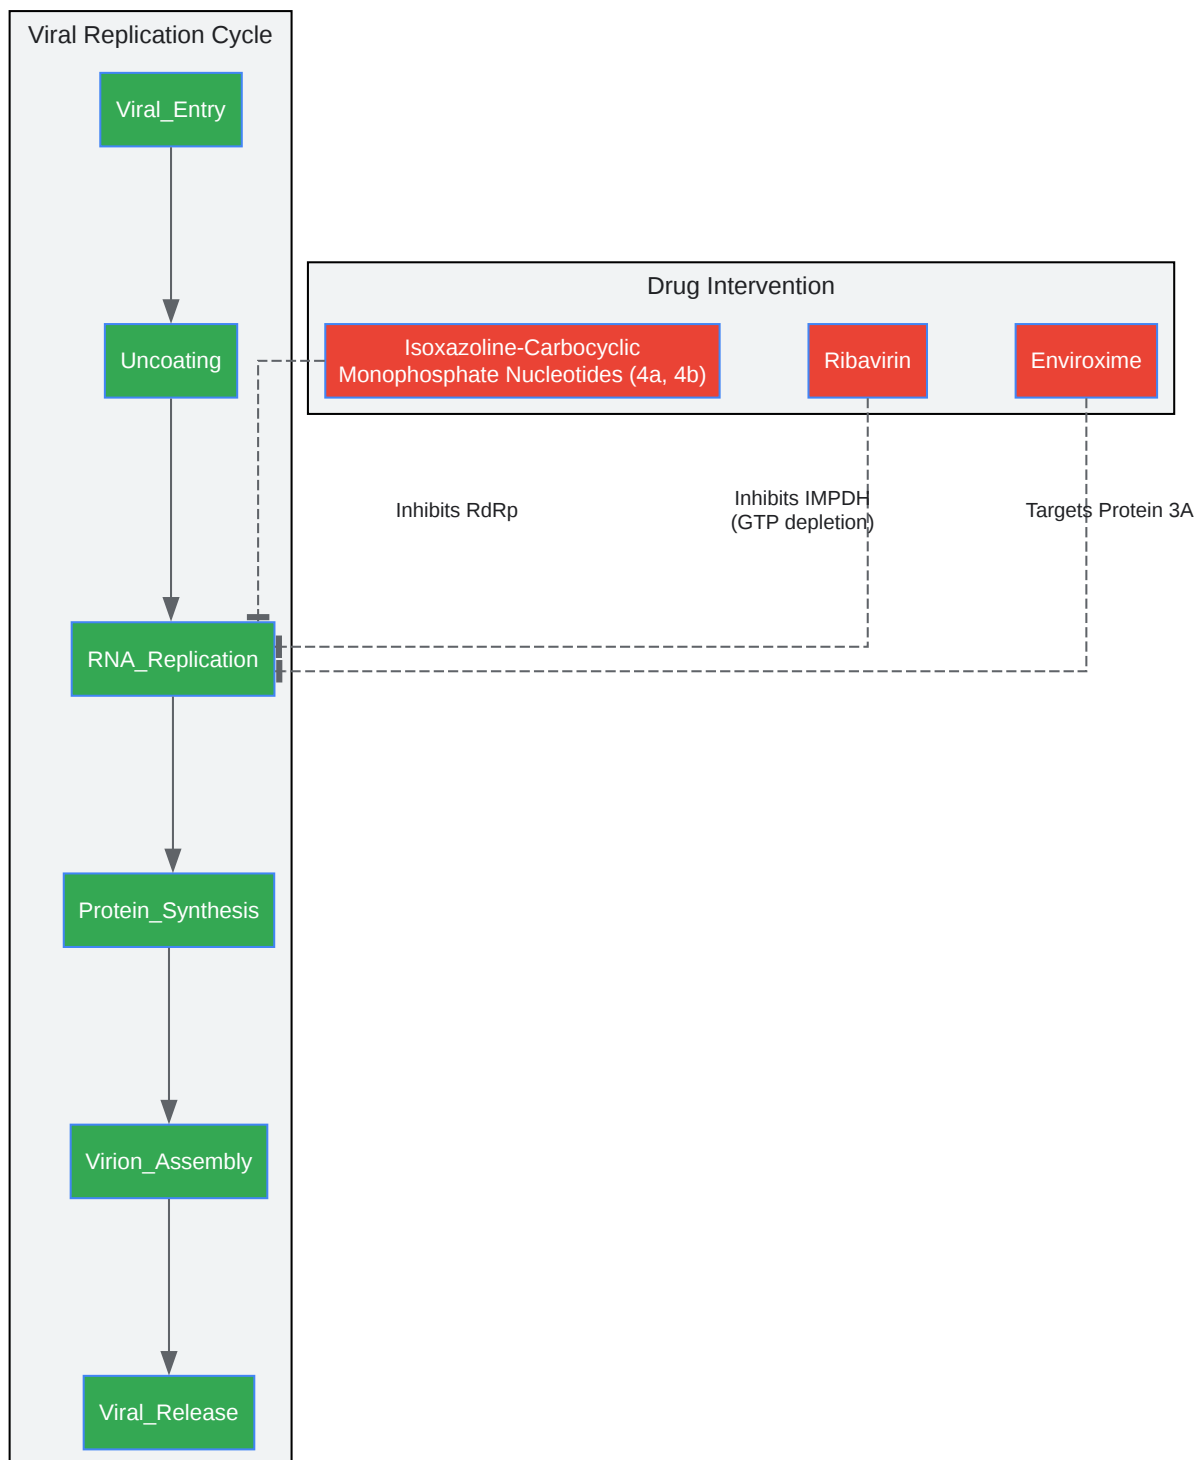 Viral Replication Cycle
Viral_Entry
Drug Intervention
Uncoating
Isoxazoline-Carbocyclic
Monophosphate Nucleotides (4a, 4b)
Ribavirin
Enviroxime
Inhibits RdRp
Inhibits IMPDH
(GTP depletion)
Targets Protein 3A
RNA_Replication
Protein_Synthesis
Virion_Assembly
Viral_Release